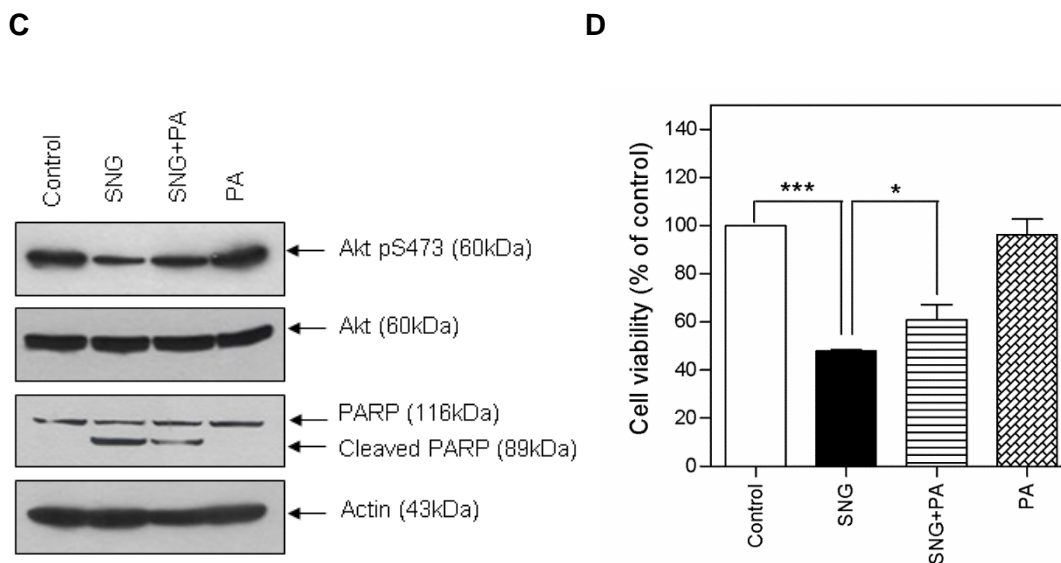 C
Control
SNG
SNG+PA
PA
Akt pS473 (60kDa)
Akt (60kDa)
PARP (116kDa)
Cleaved PARP (89kDa)
Actin (43kDa)
D
Cell viability (% of control)
140
120
100
80
60
40
20
0
***
*
Control
SNG
SNG+PA
PA